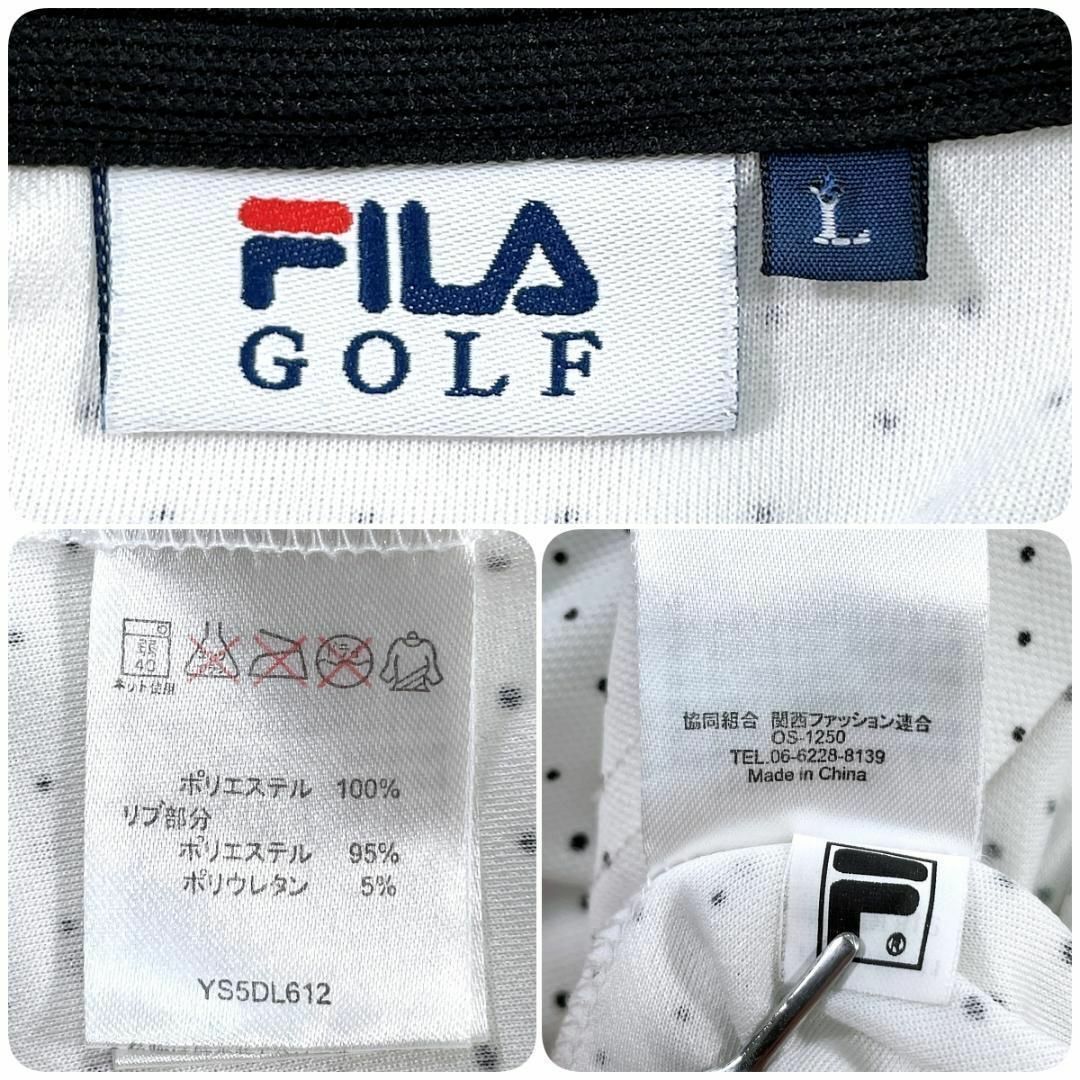 FILA
GOLF
L
40
ネット使用
ポリエステル 100%
リブ部分
ポリエステル 95%
ポリウレタン 5%
YS5DL612
協同組合 関西ファッション連合
OS-1250
TEL.06-6228-8139
Made in China
F
®